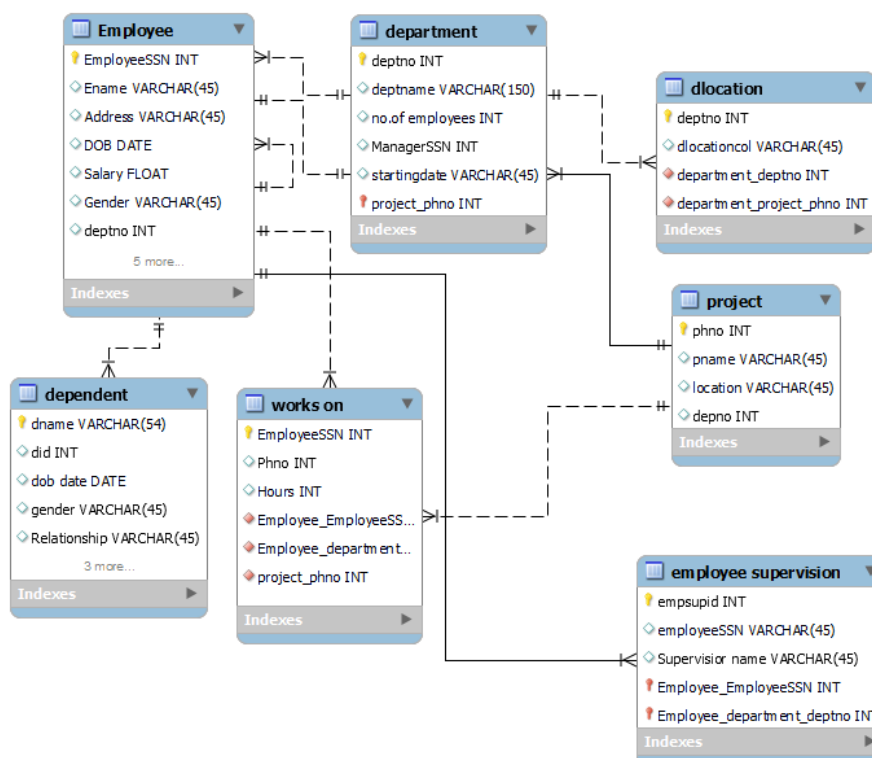 Employee
EmployeeSSN INT
Ename VARCHAR(45)
Address VARCHAR(45)
DOB DATE
Salary FLOAT
Gender VARCHAR(45)
deptno INT
5 more...
Indexes
department
deptno INT
deptname VARCHAR(150)
no.of employees INT
ManagerSSN INT
startingdate VARCHAR(45)
project_phno INT
Indexes
dlocation
deptno INT
dlocationcol VARCHAR(45)
department_deptno INT
department_project_phno INT
Indexes
project
phno INT
pname VARCHAR(45)
location VARCHAR(45)
depno INT
Indexes
dependent
dname VARCHAR(54)
did INT
dob date DATE
gender VARCHAR(45)
Relationship VARCHAR(45)
3 more...
Indexes
works on
EmployeeSSN INT
Phno INT
Hours INT
Employee_EmployeeSS...
Employee_department...
project_phno INT
Indexes
employee supervision
empsupid INT
employeeSSN VARCHAR(45)
Supervisior name VARCHAR(45)
Employee_EmployeeSSN INT
Employee_department_deptno INT
Indexes